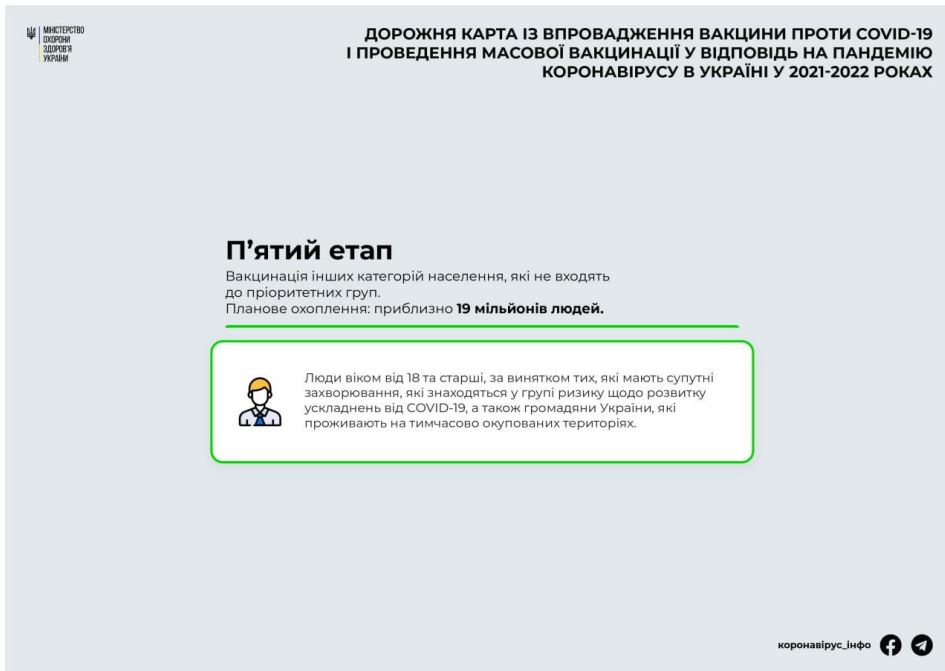 МІНІСТЕРСТВО
ОХОРОНИ
ЗДОРОВ'Я
УКРАЇНИ
ДОРОЖНЯ КАРТА ІЗ ВПРОВАДЖЕННЯ ВАКЦИНИ ПРОТИ COVID-19
І ПРОВЕДЕННЯ МАСОВОЇ ВАКЦИНАЦІЇ У ВІДПОВІДЬ НА ПАНДЕМІЮ
КОРОНАВІРУСУ В УКРАЇНІ У 2021-2022 РОКАХ
П’ятий етап
Вакцинація інших категорій населення, які не входять
до пріоритетних груп.
Планове охоплення: приблизно 19 мільйонів людей.
Люди віком від 18 та старші, за винятком тих, які мають супутні
захворювання, які знаходяться у групі ризику щодо розвитку
ускладнень від COVID-19, а також громадяни України, які
проживають на тимчасово окупованих територіях.
коронавірус_інфо